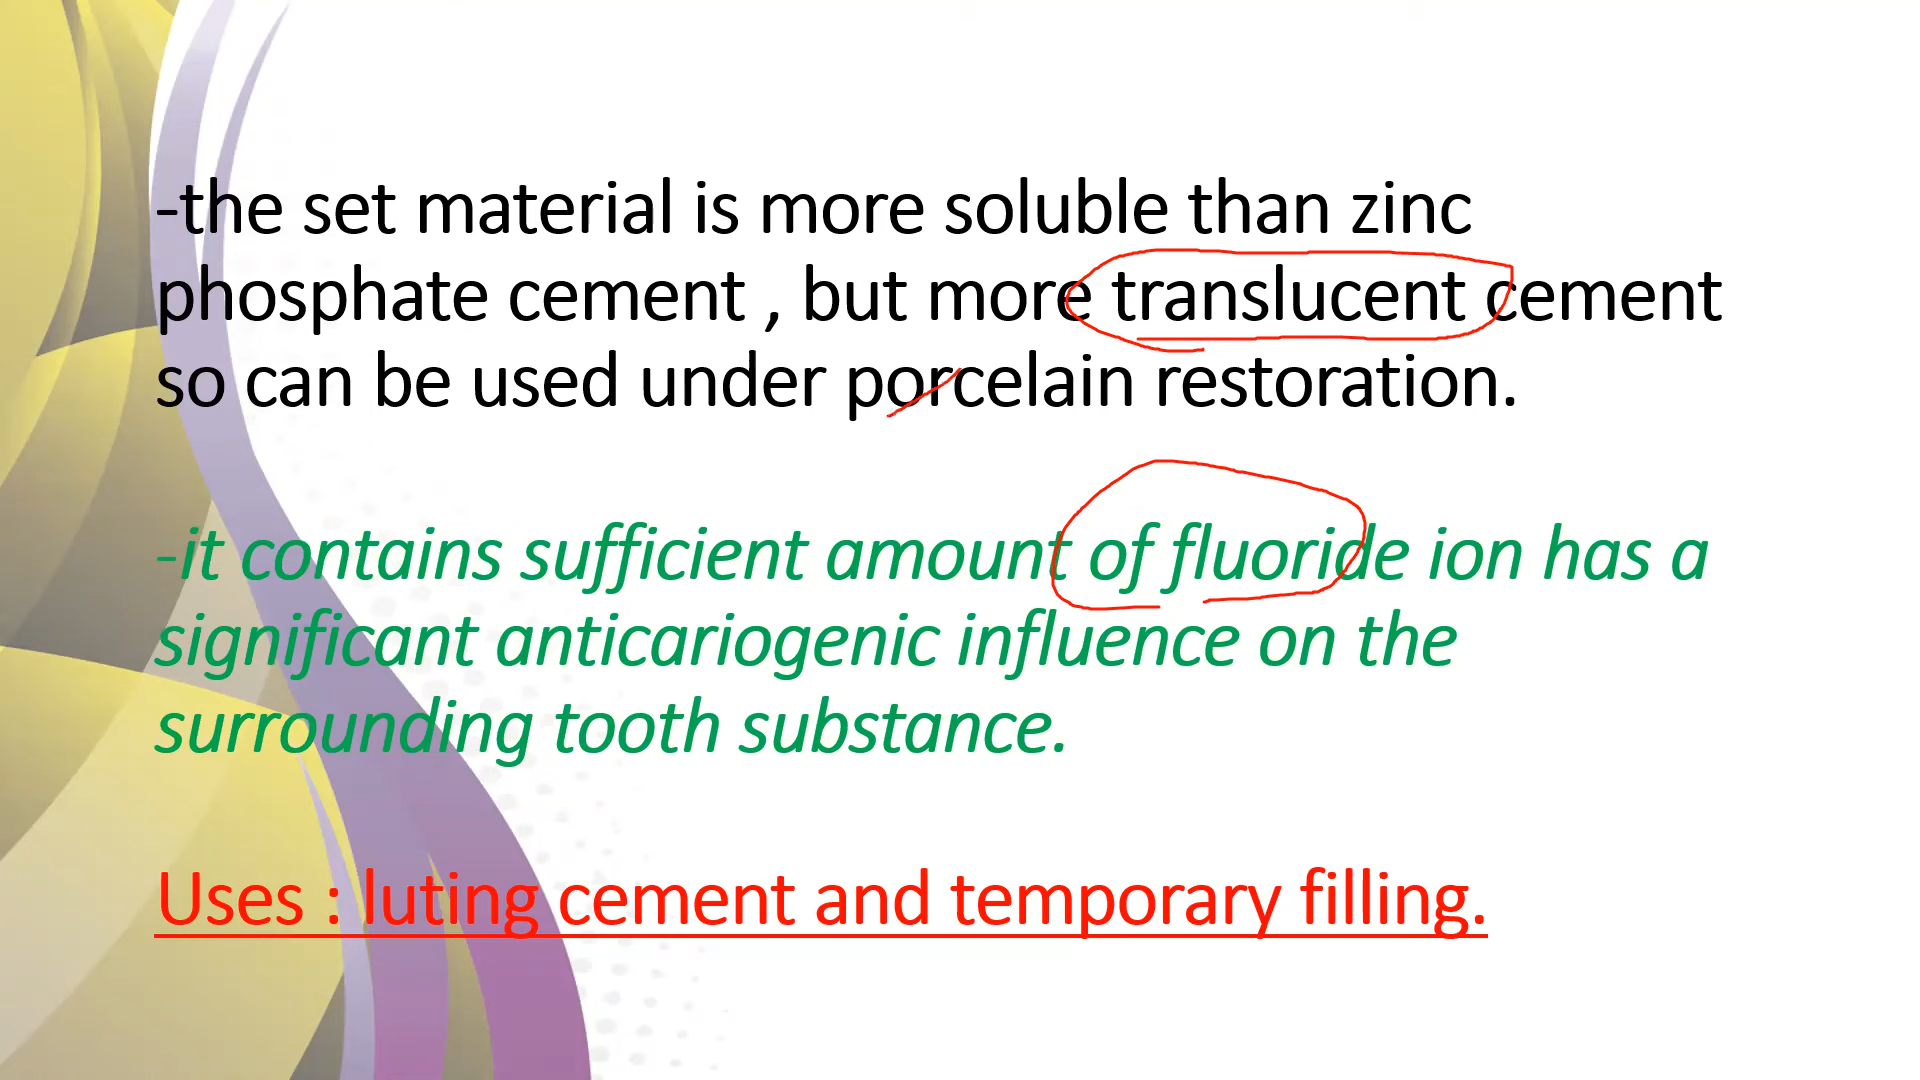 -the set material is more soluble than zinc
phosphate cement , but more translucent cement
so can be used under porcelain restoration.
-it contains sufficient amount of fluoride ion has a
significant anticariogenic influence on the
surrounding tooth substance.
Uses : luting cement and temporary filling.